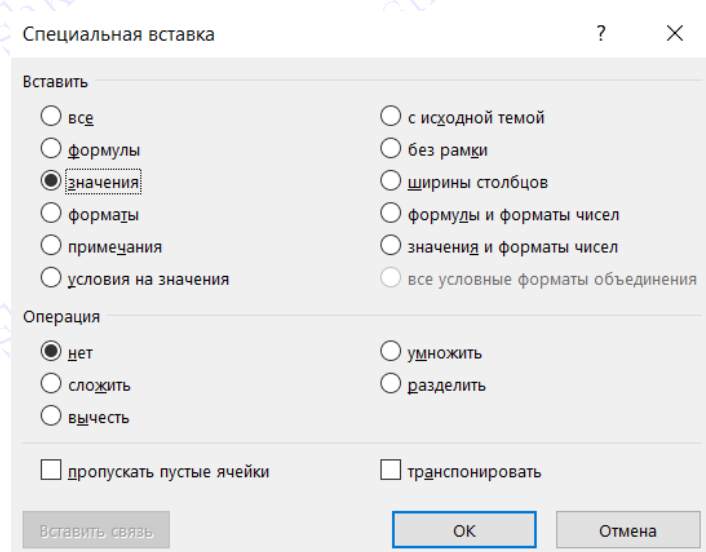 Специальная вставка ?
Вставить
все с исходной темой
формулы без рамки
значения ширины столбцов
форматы формулы и форматы чисел
примечания значения и форматы чисел
условия на значения все условные форматы объединения
Операция
нет умножить
сложить разделить
вычесть
пропускать пустые ячейки транспонировать
Вставить связь ОК Отмена